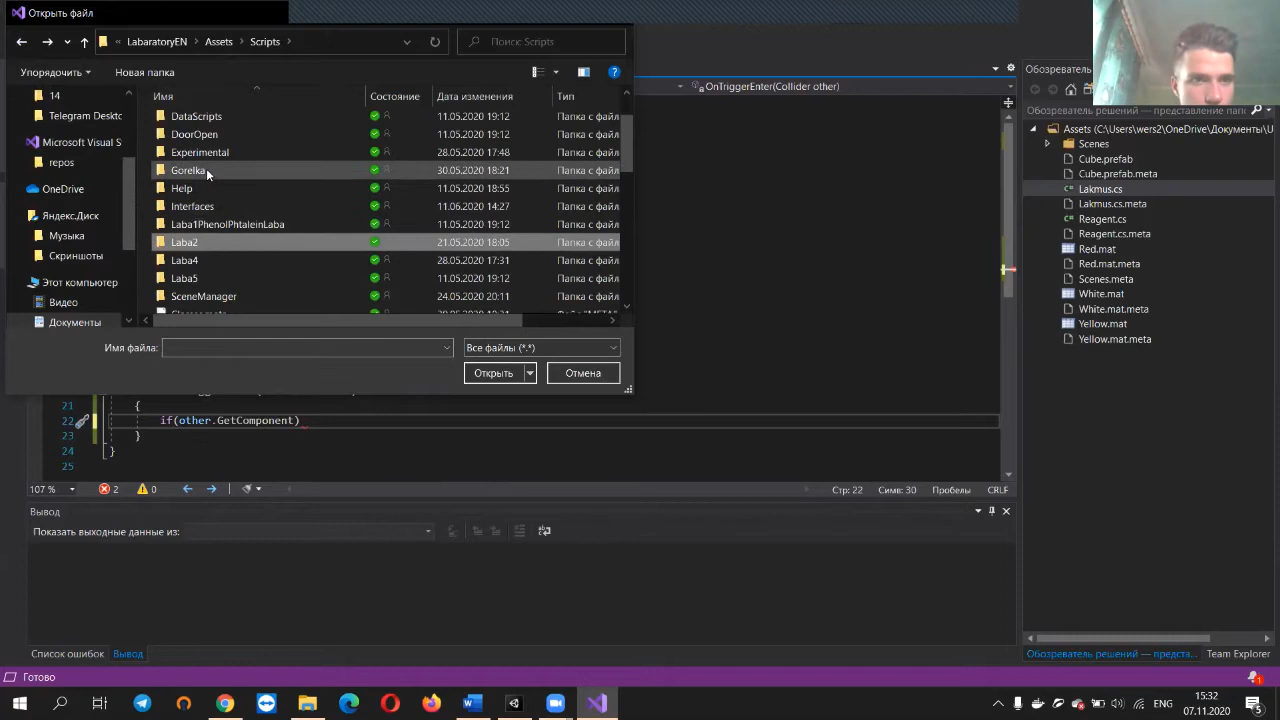 Открыть файл
« LabaratoryEN > Assets > Scripts >
Поиск: Scripts
Упорядочить
Новая папка
Имя
Состояние
Дата изменения
Тип
14
Telegram Deskto
Microsoft Visual S
repos
OneDrive
Яндекс.Диск
Музыка
Скриншоты
Этот компьютер
Видео
Документы
DataScripts 11.05.2020 19:12 Папка с файл
DoorOpen 11.05.2020 19:12 Папка с файл
Experimental 28.05.2020 17:48 Папка с файл
Gorelka 30.05.2020 18:21 Папка с файл
Help 11.05.2020 18:55 Папка с файл
Interfaces 11.06.2020 14:27 Папка с файл
Laba1PhenolPhtaleinLaba 11.05.2020 19:12 Папка с файл
Laba2 21.05.2020 18:05 Папка с файл
Laba4 28.05.2020 17:31 Папка с файл
Laba5 11.05.2020 19:12 Папка с файл
SceneManager 24.05.2020 20:11 Папка с файл
Имя файла:
Все файлы (*.*)
Открыть
Отмена
OnTriggerEnter(Collider other)
21 {
22 if(other.GetComponent)
23 }
24 }
25
107 %
2
0
Стр: 22
Симв: 30
Пробелы
CRLF
Вывод
Показать выходные данные из:
Список ошибок
Вывод
Готово
Обозреватель решений — представление пап
Assets (C:\Users\wers2\OneDrive\Документы\U
Scenes
Cube.prefab
Cube.prefab.meta
Lakmus.cs
Lakmus.cs.meta
Reagent.cs
Reagent.cs.meta
Red.mat
Red.mat.meta
Scenes.meta
White.mat
White.mat.meta
Yellow.mat
Yellow.mat.meta
Обозреватель решений — предста...
Team Explorer
1
ENG
15:32
07.11.2020
5